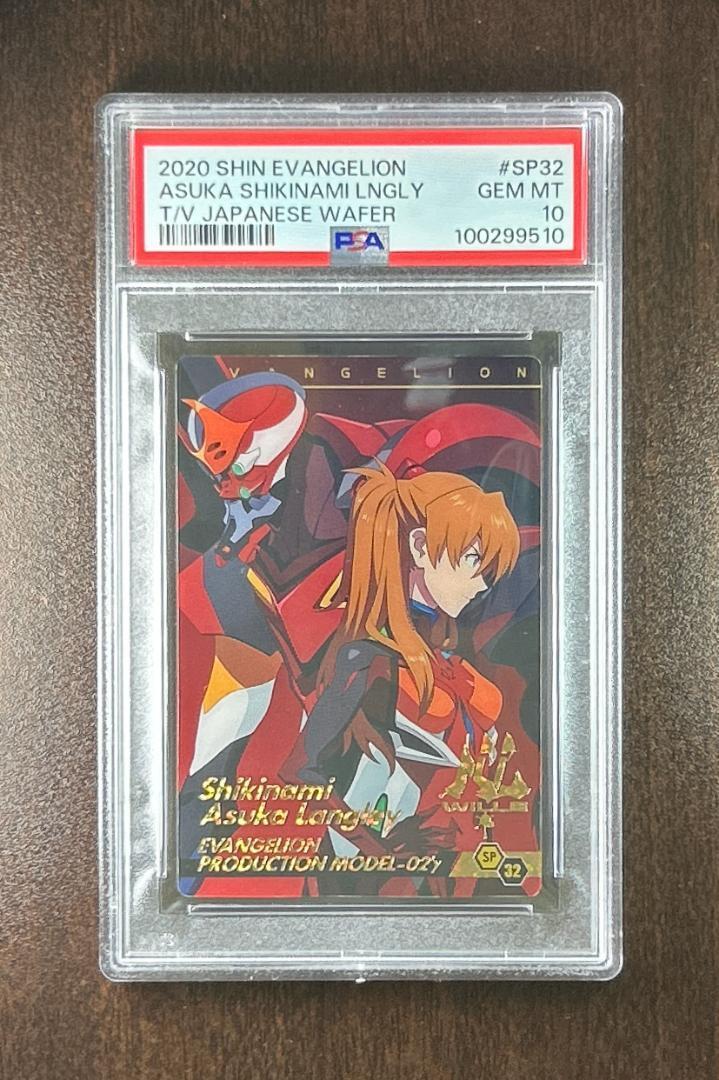 2020 SHIN EVANGELION #SP32
ASUKA SHIKINAMI LNGLY GEM MT
T/V JAPANESE WAFER 10
PSA 100299510
VANGELION
Shikinami
Asuka Langley
WILLE
EVANGELION
PRODUCTION MODEL-02γ
SP
32